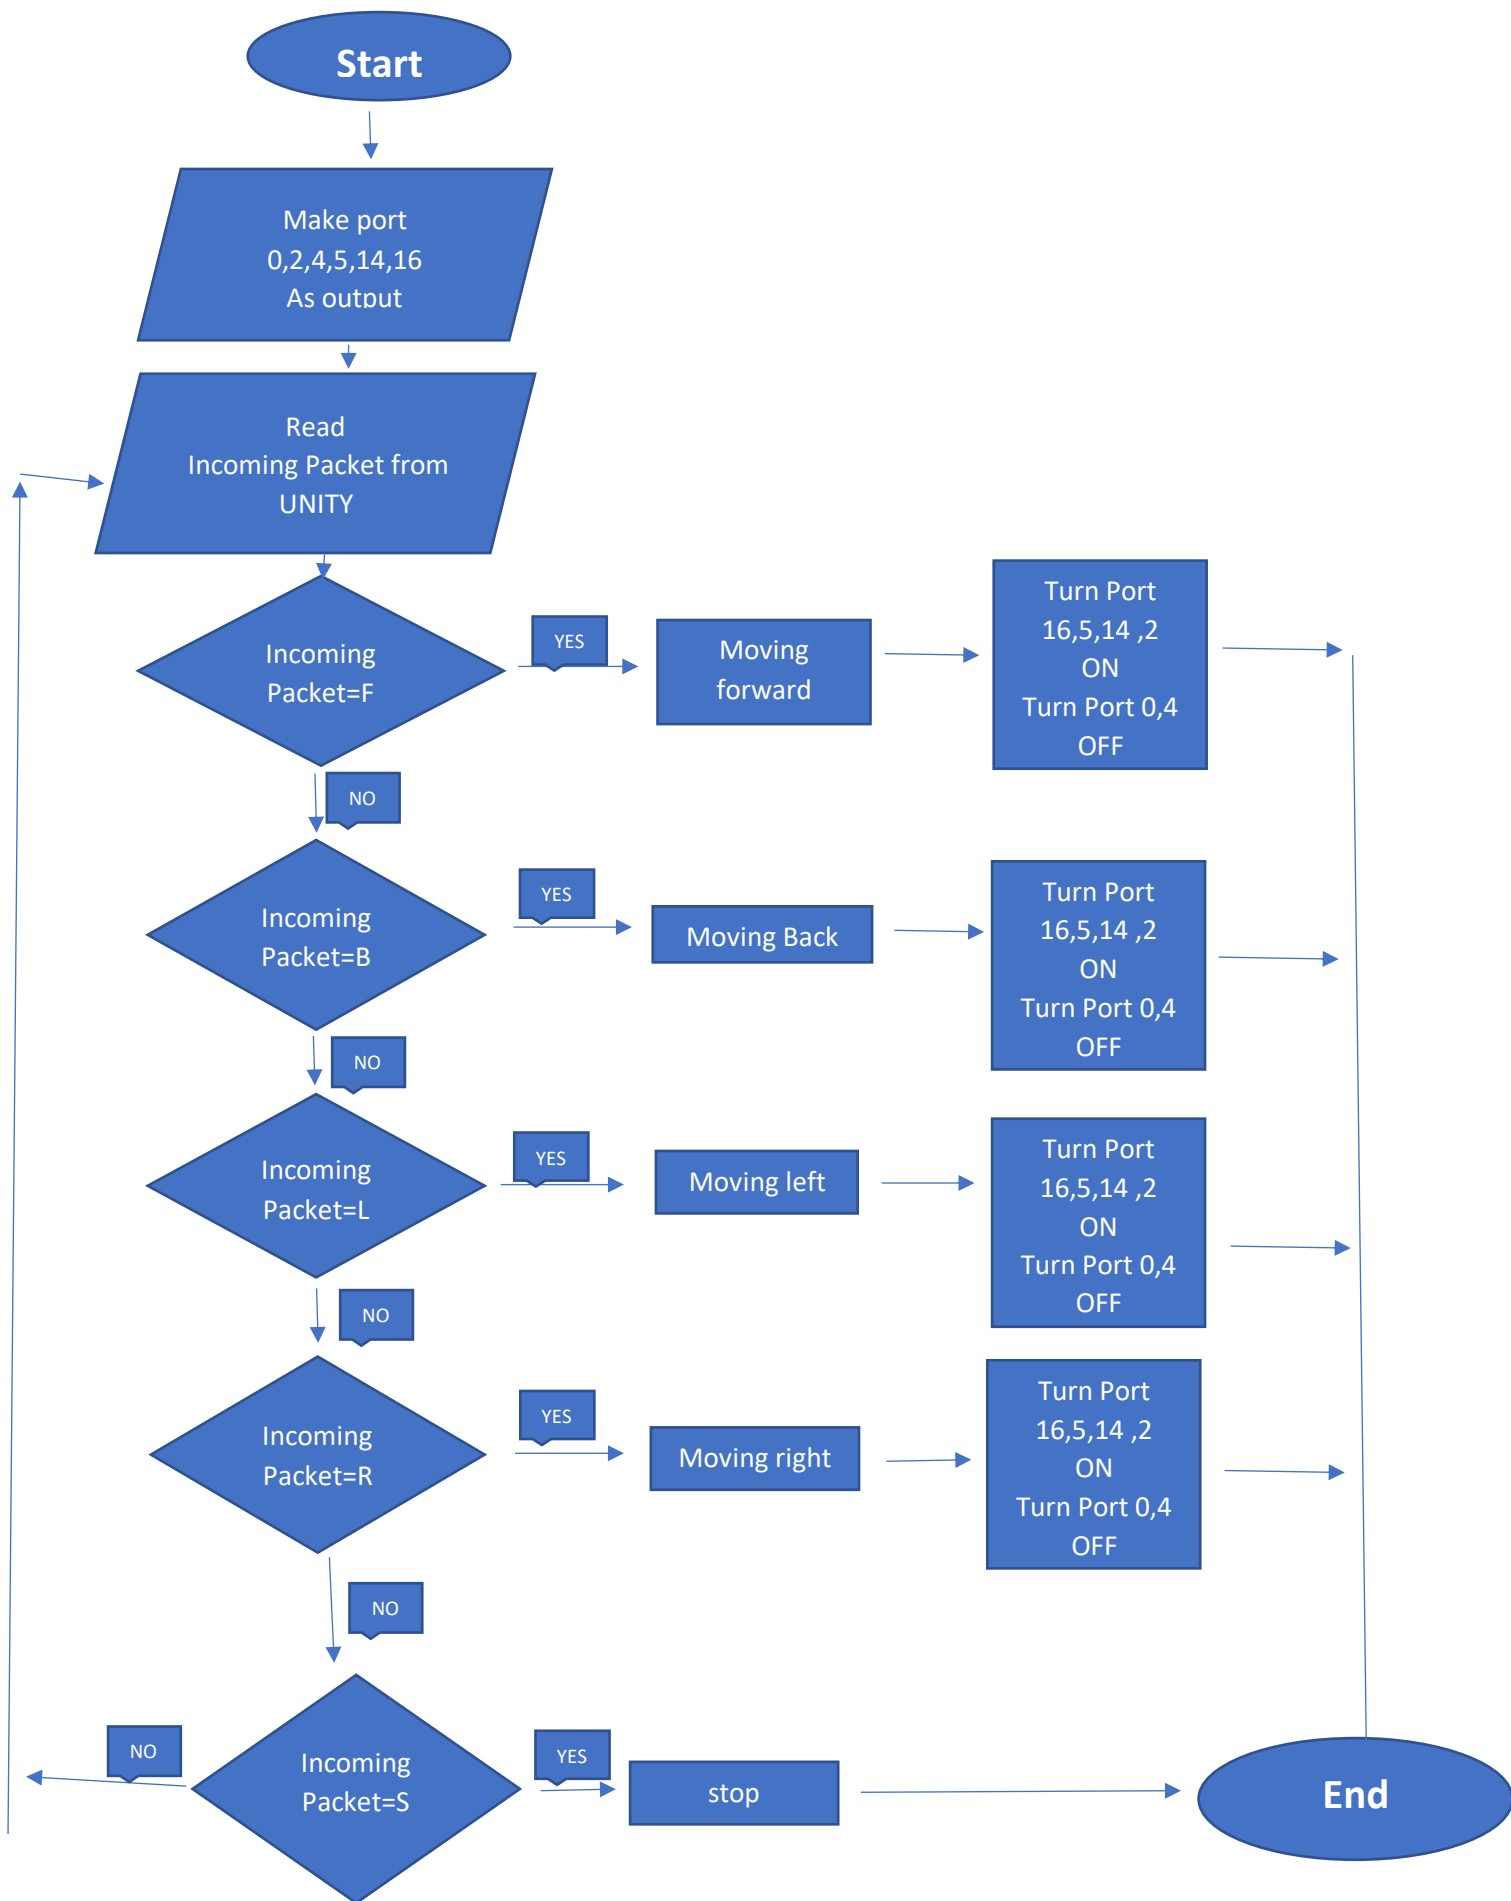 Start
Make port
0,2,4,5,14,16
As output
Read
Incoming Packet from
UNITY
Incoming
Packet=F
YES
Moving
forward
Turn Port
16,5,14 ,2
ON
Turn Port 0,4
OFF
NO
Incoming
Packet=B
YES
Moving Back
Turn Port
16,5,14 ,2
ON
Turn Port 0,4
OFF
NO
Incoming
Packet=L
YES
Moving left
Turn Port
16,5,14 ,2
ON
Turn Port 0,4
OFF
NO
Incoming
Packet=R
YES
Moving right
Turn Port
16,5,14 ,2
ON
Turn Port 0,4
OFF
NO
NO
Incoming
Packet=S
YES
stop
End